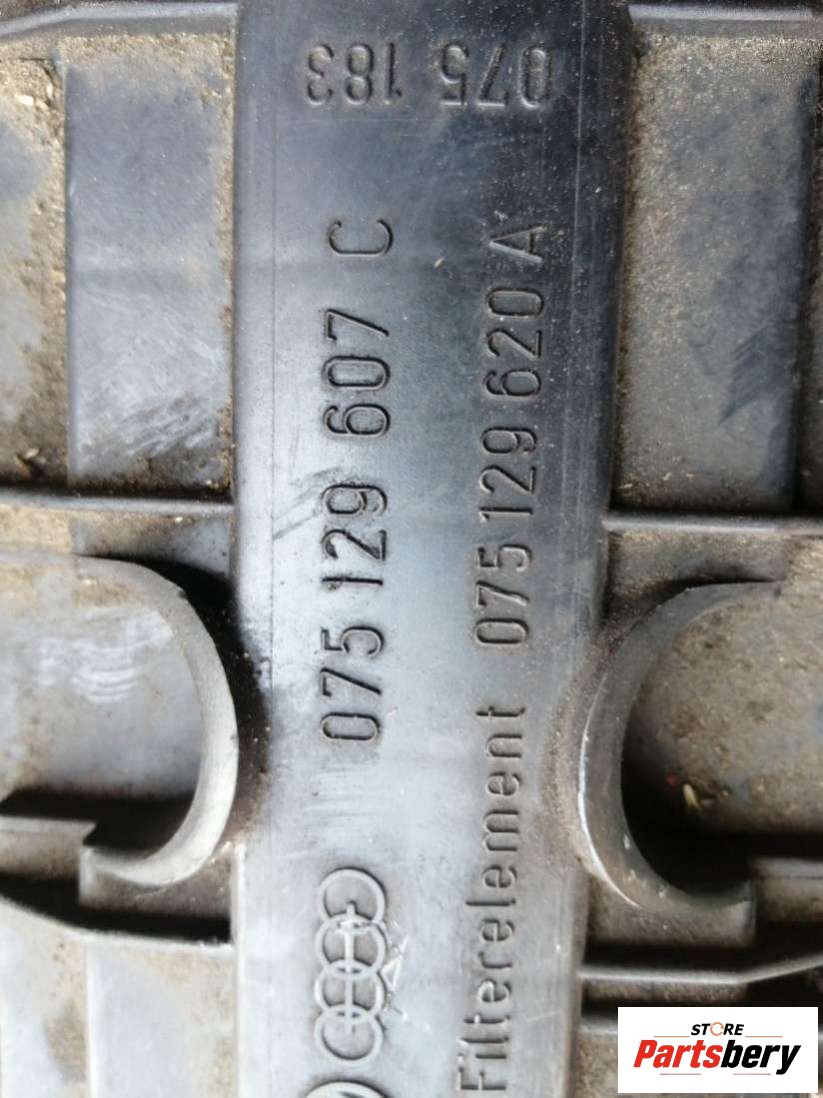 075 183
075 129 607 C
Filterelement 075 129 620 A
STORE
Partsbery